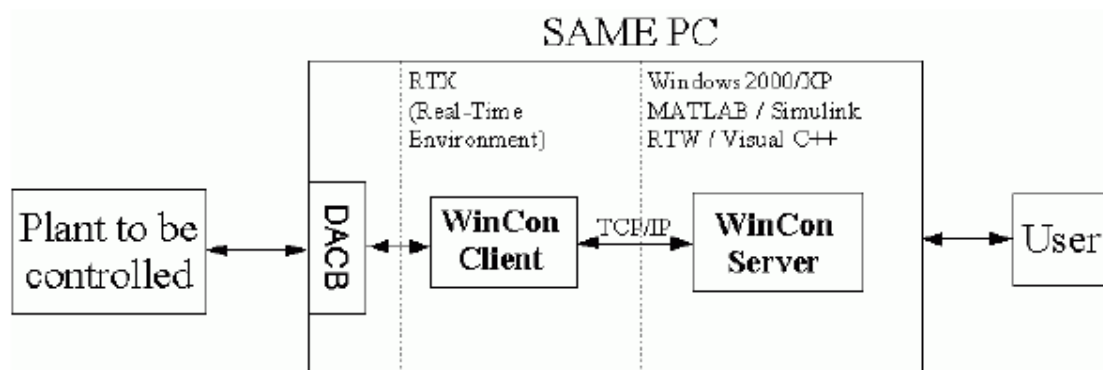 SAME PC
RTX
(Real-Time
Environment)
Windows 2000/XP
MATLAB / Simulink
RTW / Visual C++
Plant to be
controlled
DACB
WinCon
Client
TCP/IP
WinCon
Server
User